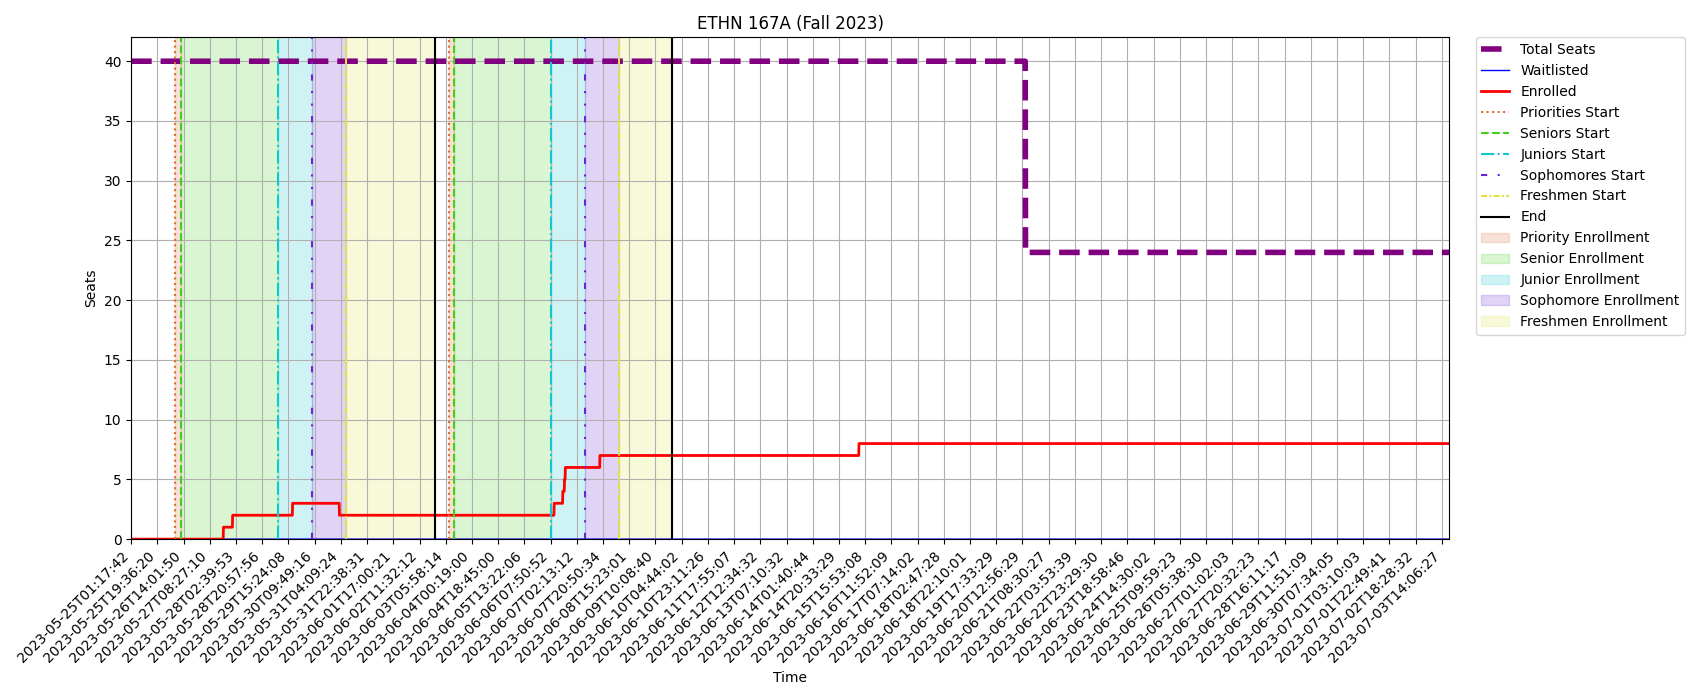 ETHN 167A (Fall 2023)
Seats
40
35
30
25
20
15
10
5
0
2023-05-25T01:17:42
2023-05-25T19:36:20
2023-05-26T14:01:50
2023-05-27T08:27:10
2023-05-28T02:39:53
2023-05-28T20:57:56
2023-05-29T15:24:08
2023-05-30T09:49:16
2023-05-31T04:09:24
2023-05-31T22:38:31
2023-06-01T17:00:21
2023-06-02T11:32:12
2023-06-03T05:58:14
2023-06-04T00:19:00
2023-06-04T18:45:00
2023-06-05T13:22:06
2023-06-06T07:50:52
2023-06-07T02:13:12
2023-06-07T20:50:34
2023-06-08T15:23:01
2023-06-09T10:08:40
2023-06-10T04:44:02
2023-06-10T23:11:26
2023-06-11T17:55:07
2023-06-12T12:34:32
2023-06-13T07:10:32
2023-06-14T01:40:44
2023-06-14T20:33:29
2023-06-15T15:53:08
2023-06-16T11:52:09
2023-06-17T07:14:02
2023-06-18T02:47:28
2023-06-18T22:10:01
2023-06-19T17:33:29
2023-06-20T12:56:29
2023-06-21T08:30:27
2023-06-22T03:53:39
2023-06-22T23:29:30
2023-06-23T18:58:46
2023-06-24T14:30:02
2023-06-25T09:59:23
2023-06-26T05:38:30
2023-06-27T01:02:03
2023-06-27T20:32:23
2023-06-28T16:11:17
2023-06-29T11:51:09
2023-06-30T07:34:05
2023-07-01T03:10:03
2023-07-01T22:49:41
2023-07-02T18:28:32
2023-07-03T14:06:27
Time
Total Seats
Waitlisted
Enrolled
Priorities Start
Seniors Start
Juniors Start
Sophomores Start
Freshmen Start
End
Priority Enrollment
Senior Enrollment
Junior Enrollment
Sophomore Enrollment
Freshmen Enrollment